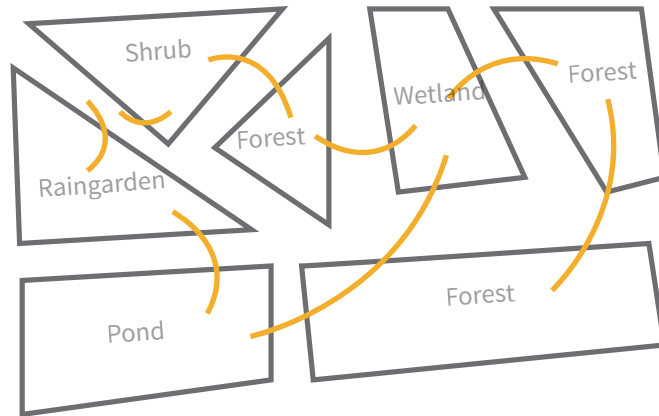 Shrub
Forest
Wetland
Forest
Raingarden
Pond
Forest